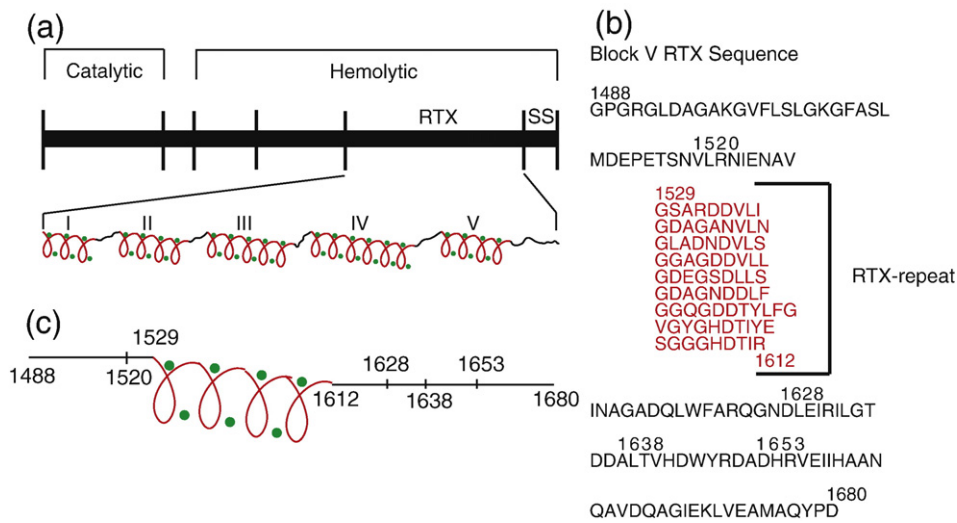 (a)
Catalytic Hemolytic
RTX SS
I II III IV V
(c)
1529
1488 1520 1612 1628 1638 1653 1680
(b)
Block V RTX Sequence
1488
GPGRGLDAGAKGVFLSLGKGFASL
1520
MDEPETSNVLRNIENAV
1529
GSARDDVLI
GDAGANVLN
GLADNDVLS
GGAGDDVLL
GDEGSDLLS
GDAGNDDLF
GGQGDDTYLFG
VGYGHDTIYE
SGGGHDTIR
1612
RTX-repeat
1628
INAGADQLWFARQGNDLEIRILGT
1638 1653
DDALTVHDWYRDADHRVEIIHAAN
1680
QAVDQAGIEKLVEAMAQYPD